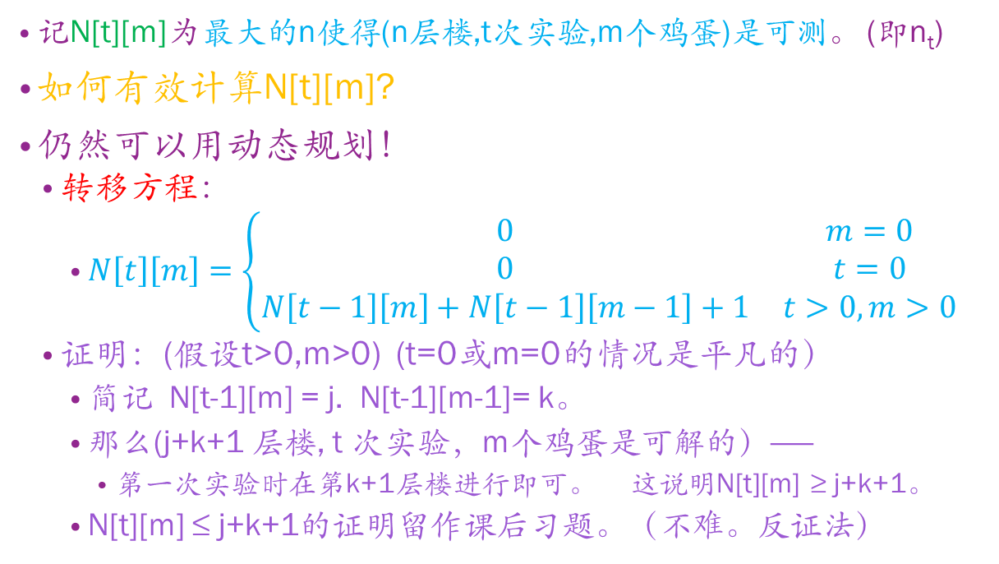 • 记N[t][m]为最大的n使得(n层楼,t次实验,m个鸡蛋)是可测。(即nₜ)
• 如何有效计算N[t][m]?
• 仍然可以用动态规划！
• 转移方程：
0 m = 0
• N[t][m] = { 0 t = 0
N[t − 1][m] + N[t − 1][m − 1] + 1 t > 0, m > 0
• 证明：(假设t>0,m>0) (t=0或m=0的情况是平凡的）
• 简记 N[t-1][m] = j. N[t-1][m-1]= k。
• 那么(j+k+1 层楼, t 次实验，m个鸡蛋是可解的）——
• 第一次实验时在第k+1层楼进行即可。 这说明N[t][m] ≥ j+k+1。
• N[t][m] ≤ j+k+1的证明留作课后习题。（不难。反证法）